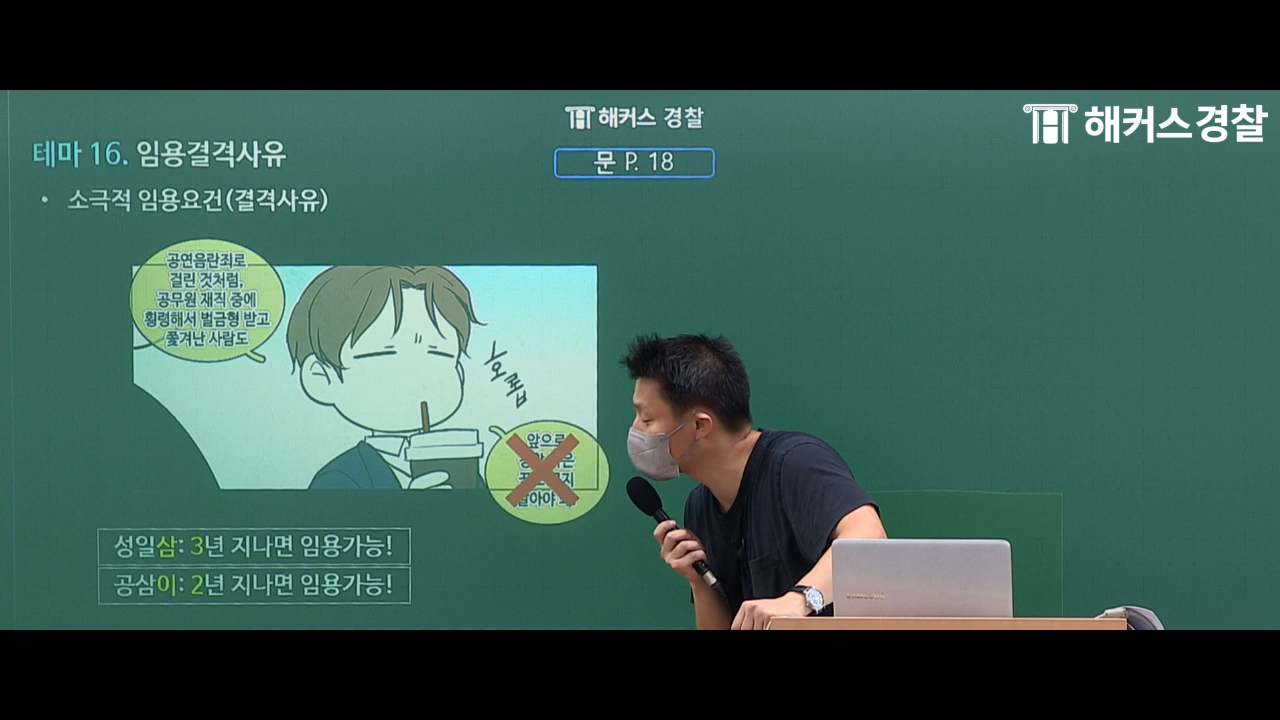 해커스 경찰
해커스경찰
테마 16. 임용결격사유
문 P. 18
• 소극적 임용요건(결격사유)
공연음란죄로
걸린 것처럼,
공무원 재직 중에
횡령해서 벌금형 받고
쫓겨난 사람도
호롭
앞으로
성일삼: 3년 지나면 임용가능!
공삼이: 2년 지나면 임용가능!
SAMSUNG